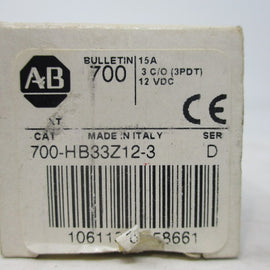 AB
BULLETIN
700
15A
3 C/O (3PDT)
12 VDC
CE
CAT
MADE IN ITALY
SER
700-HB33Z12-3
D